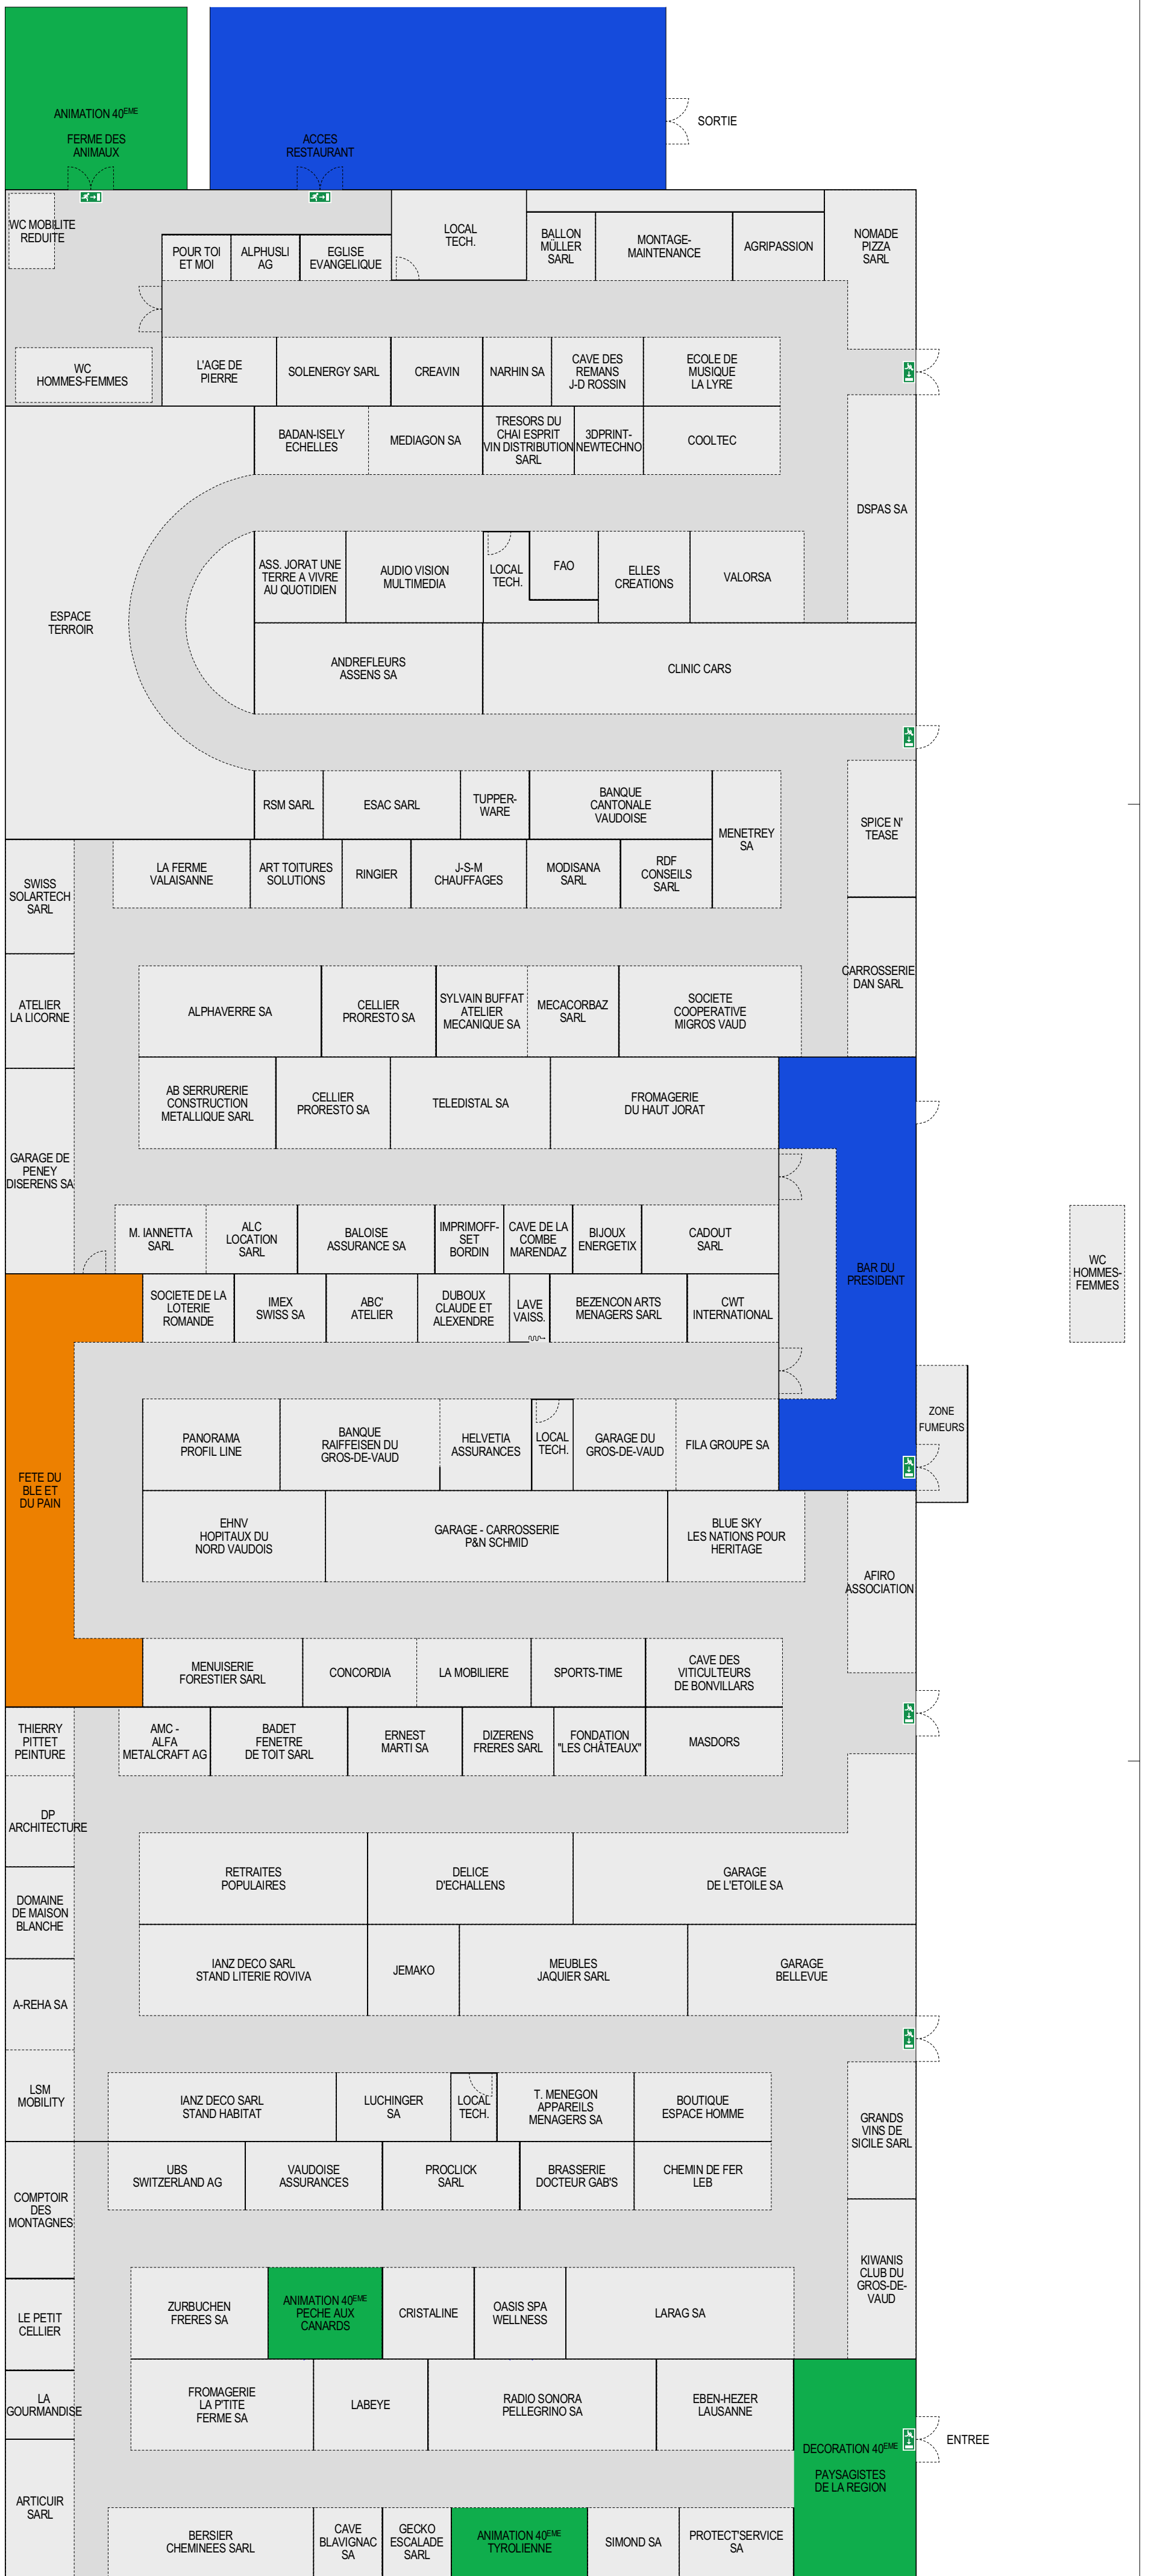 ANIMATION 40EME
FERME DES
ANIMAUX
ACCES
RESTAURANT
SORTIE
WC MOBILITE
REDUITE
POUR TOI
ET MOI
ALPHUSLI
AG
EGLISE
EVANGELIQUE
LOCAL
TECH.
BALLON
MÜLLER
SARL
MONTAGE-
MAINTENANCE
AGRIPASSION
NOMADE
PIZZA
SARL
WC
HOMMES-FEMMES
L'AGE DE
PIERRE
SOLENERGY SARL
CREAVIN
NARHIN SA
CAVE DES
REMANS
J-D ROSSIN
ECOLE DE
MUSIQUE
LA LYRE
BADAN-ISELY
ECHELLES
MEDIAGON SA
TRESORS DU
CHAI ESPRIT
VIN DISTRIBUTION
SARL
3DPRINT-
NEWTECHNO
COOLTEC
DSPAS SA
ESPACE
TERROIR
ASS. JORAT UNE
TERRE A VIVRE
AU QUOTIDIEN
AUDIO VISION
MULTIMEDIA
LOCAL
TECH.
FAO
ELLES
CREATIONS
VALORSA
ANDREFLEURS
ASSENS SA
CLINIC CARS
RSM SARL
ESAC SARL
TUPPER-
WARE
BANQUE
CANTONALE
VAUDOISE
MENETREY
SA
SPICE N'
TEASE
SWISS
SOLARTECH
SARL
LA FERME
VALAISANNE
ART TOITURES
SOLUTIONS
RINGIER
J-S-M
CHAUFFAGES
MODISANA
SARL
RDF
CONSEILS
SARL
CARROSSERIE
DAN SARL
ATELIER
LA LICORNE
ALPHAVERRE SA
CELLIER
PRORESTO SA
SYLVAIN BUFFAT
ATELIER
MECANIQUE SA
MECACORBAZ
SARL
SOCIETE
COOPERATIVE
MIGROS VAUD
AB SERRURERIE
CONSTRUCTION
METALLIQUE SARL
CELLIER
PRORESTO SA
TELEDISTAL SA
FROMAGERIE
DU HAUT JORAT
GARAGE DE
PENEY
DISERENS SA
M. IANNETTA
SARL
ALC
LOCATION
SARL
BALOISE
ASSURANCE SA
IMPRIMOFF-
SET
BORDIN
CAVE DE LA
COMBE
MARENDAZ
BIJOUX
ENERGETIX
CADOUT
SARL
BAR DU
PRESIDENT
WC
HOMMES-
FEMMES
SOCIETE DE LA
LOTERIE
ROMANDE
IMEX
SWISS SA
ABC'
ATELIER
DUBOUX
CLAUDE ET
ALEXENDRE
LAVE
VAISS.
BEZENCON ARTS
MENAGERS SARL
CWT
INTERNATIONAL
ZONE
FUMEURS
FETE DU
BLE ET
DU PAIN
PANORAMA
PROFIL LINE
BANQUE
RAIFFEISEN DU
GROS-DE-VAUD
HELVETIA
ASSURANCES
LOCAL
TECH.
GARAGE DU
GROS-DE-VAUD
FILA GROUPE SA
EHNV
HOPITAUX DU
NORD VAUDOIS
GARAGE - CARROSSERIE
P&N SCHMID
BLUE SKY
LES NATIONS POUR
HERITAGE
AFIRO
ASSOCIATION
MENUISERIE
FORESTIER SARL
CONCORDIA
LA MOBILIERE
SPORTS-TIME
CAVE DES
VITICULTEURS
DE BONVILLARS
THIERRY
PITTET
PEINTURE
AMC -
ALFA
METALCRAFT AG
BADET
FENETRE
DE TOIT SARL
ERNEST
MARTI SA
DIZERENS
FRERES SARL
FONDATION
"LES CHÂTEAUX"
MASDORS
DP
ARCHITECTURE
RETRAITES
POPULAIRES
DELICE
D'ECHALLENS
GARAGE
DE L'ETOILE SA
DOMAINE
DE MAISON
BLANCHE
IANZ DECO SARL
STAND LITERIE ROVIVA
JEMAKO
MEUBLES
JAQUIER SARL
GARAGE
BELLEVUE
A-REHA SA
LSM
MOBILITY
IANZ DECO SARL
STAND HABITAT
LUCHINGER
SA
LOCAL
TECH.
T. MENEGON
APPAREILS
MENAGERS SA
BOUTIQUE
ESPACE HOMME
GRANDS
VINS DE
SICILE SARL
COMPTOIR
DES
MONTAGNES
UBS
SWITZERLAND AG
VAUDOISE
ASSURANCES
PROCLICK
SARL
BRASSERIE
DOCTEUR GAB'S
CHEMIN DE FER
LEB
KIWANIS
CLUB DU
GROS-DE-
VAUD
LE PETIT
CELLIER
ZURBUCHEN
FRERES SA
ANIMATION 40EME
PECHE AUX
CANARDS
CRISTALINE
OASIS SPA
WELLNESS
LARAG SA
LA
GOURMANDISE
FROMAGERIE
LA P'TITE
FERME SA
LABEYE
RADIO SONORA
PELLEGRINO SA
EBEN-HEZER
LAUSANNE
DECORATION 40EME
PAYSAGISTES
DE LA REGION
ENTREE
ARTICUIR
SARL
BERSIER
CHEMINEES SARL
CAVE
BLAVIGNAC
SA
GECKO
ESCALADE
SARL
ANIMATION 40EME
TYROLIENNE
SIMOND SA
PROTECT'SERVICE
SA